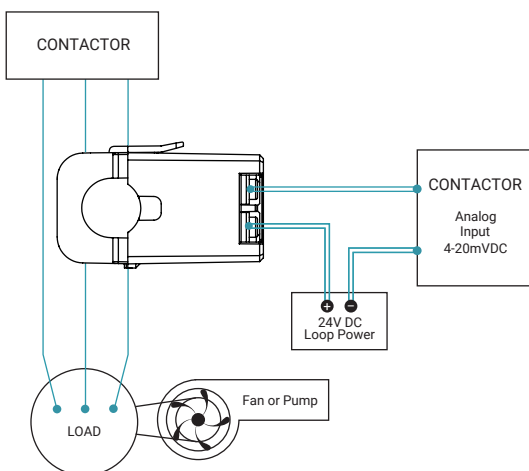 CONTACTOR
CONTACTOR
Analog
Input
4-20mVDC
+ −
24V DC
Loop Power
Fan or Pump
LOAD